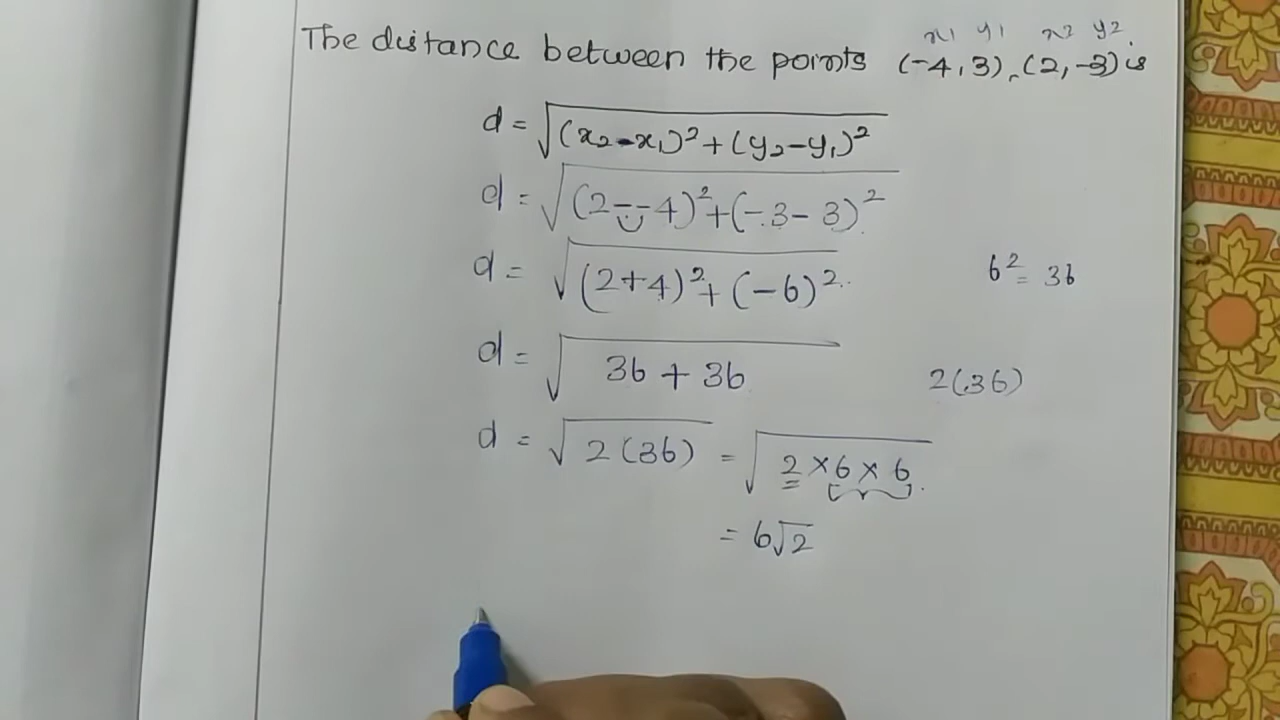 x1 y1 x2 y2
The distance between the points (-4, 3), (2, -3) is
d = √(x₂-x₁)²+(y₂-y₁)²
d = √(2--4)²+(-3-3)²
d = √(2+4)²+(-6)² 6² = 36
d = √36 + 36 2(36)
d = √2(36) = √2×6×6
= 6√2